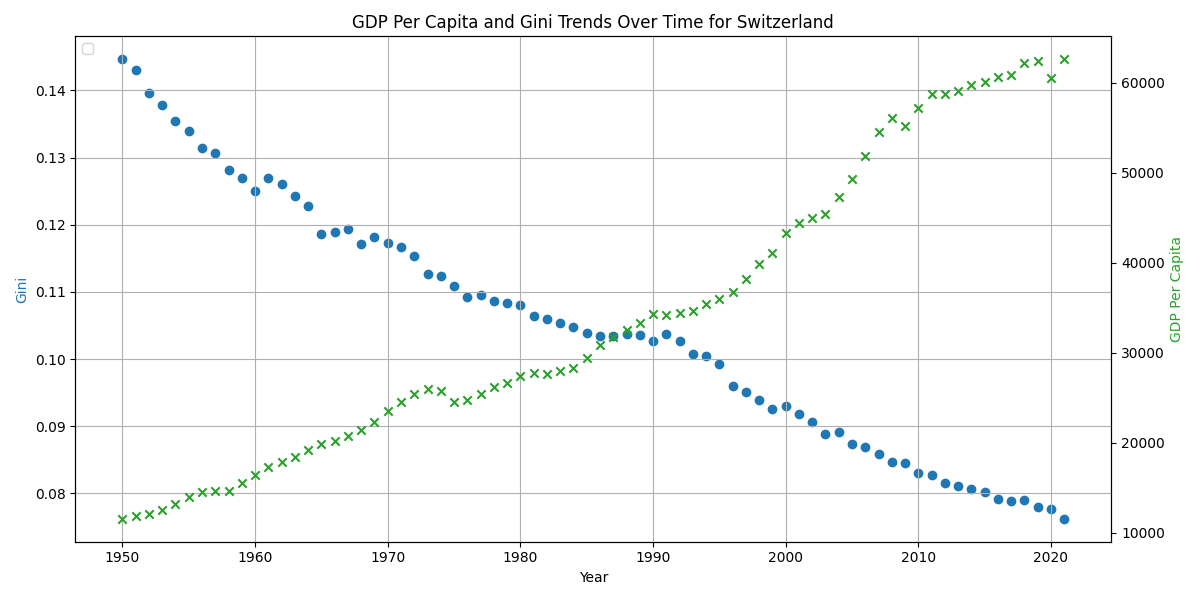 GDP Per Capita and Gini Trends Over Time for Switzerland
0.14
0.13
0.12
0.11
0.10
0.09
0.08
Gini
60000
50000
40000
30000
20000
10000
GDP Per Capita
1950 1960 1970 1980 1990 2000 2010 2020
Year